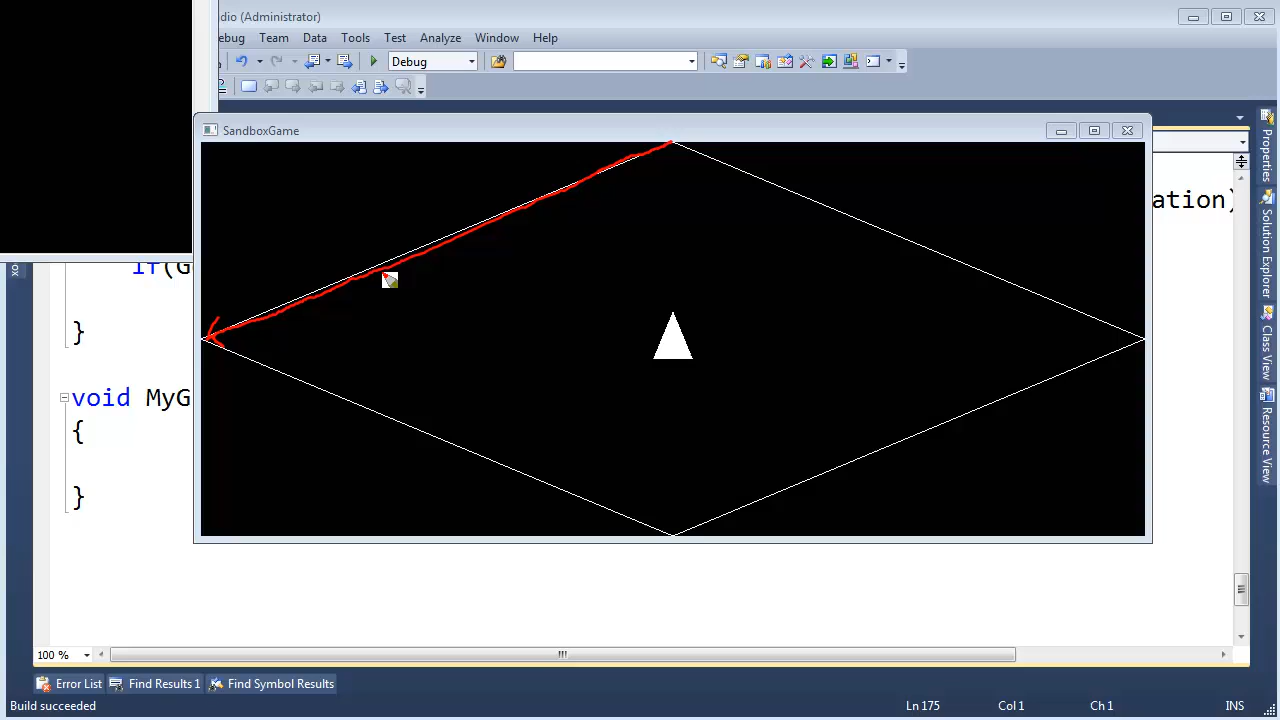 dio (Administrator)
ebug Team Data Tools Test Analyze Window Help
Debug
SandboxGame
ation)
if(G
}
void MyG
{
}
Properties
Solution Explorer
Class View
Resource View
100 %
Error List Find Results 1 Find Symbol Results
Build succeeded Ln 175 Col 1 Ch 1 INS